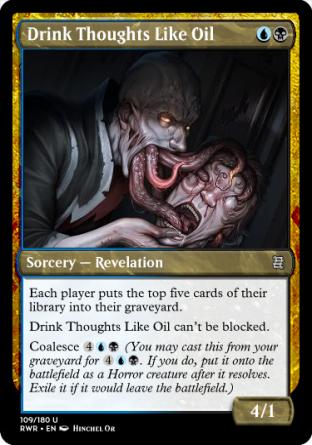 Drink Thoughts Like Oil
Sorcery — Revelation
Each player puts the top five cards of their
library into their graveyard.
Drink Thoughts Like Oil can't be blocked.
Coalesce 4 (You may cast this from your
graveyard for 4. If you do, put it onto the
battlefield as a Horror creature after it resolves.
Exile it if it would leave the battlefield.)
4/1
109/180 U
RWR • EN Hinchel Or